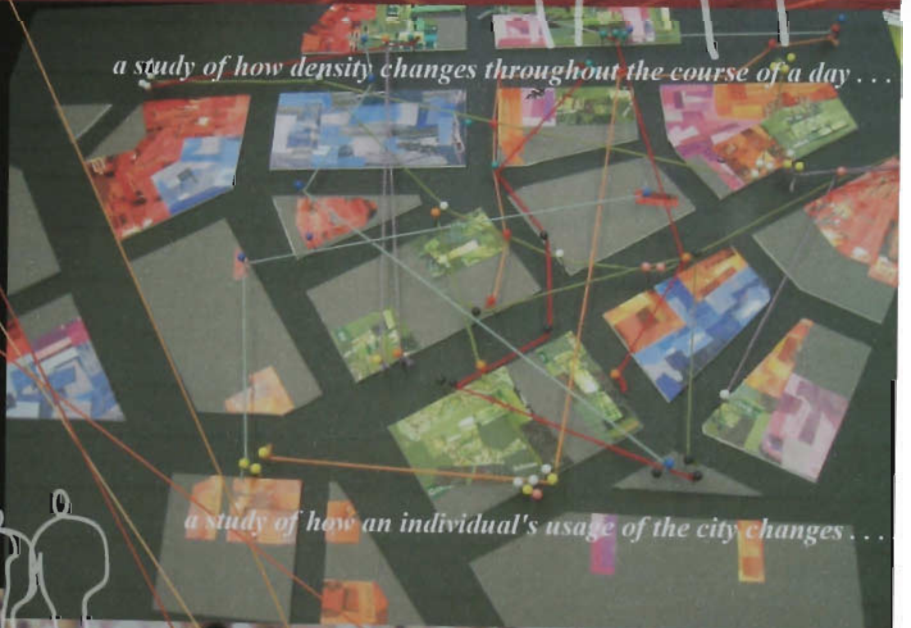 a study of how density changes throughout the course of a day . . .
a study of how an individual's usage of the city changes . . . .